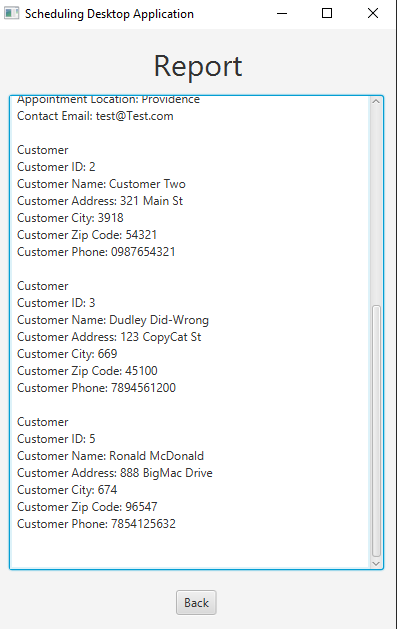 Scheduling Desktop Application
Report
Appointment Location: Providence
Contact Email: test@Test.com
Customer
Customer ID: 2
Customer Name: Customer Two
Customer Address: 321 Main St
Customer City: 3918
Customer Zip Code: 54321
Customer Phone: 0987654321
Customer
Customer ID: 3
Customer Name: Dudley Did-Wrong
Customer Address: 123 CopyCat St
Customer City: 669
Customer Zip Code: 45100
Customer Phone: 7894561200
Customer
Customer ID: 5
Customer Name: Ronald McDonald
Customer Address: 888 BigMac Drive
Customer City: 674
Customer Zip Code: 96547
Customer Phone: 7854125632
Back